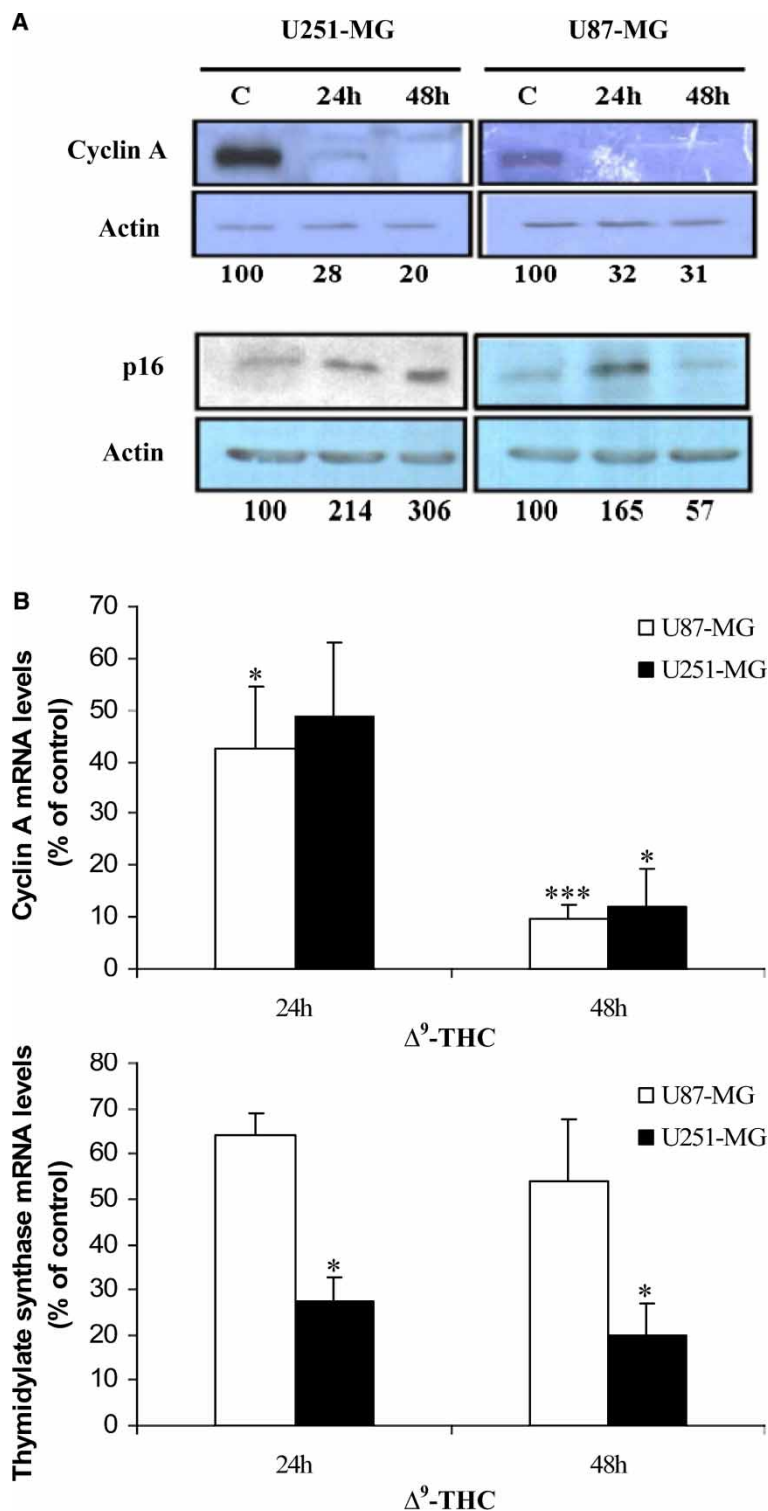 A
U251-MG U87-MG
C 24h 48h C 24h 48h
Cyclin A
Actin
100 28 20 100 32 31
p16
Actin
100 214 306 100 165 57
B
Cyclin A mRNA levels
(% of control)
70
60
50
40
30
20
10
0
U87-MG
U251-MG
*
***
*
24h 48h
Δ⁹-THC
Thymidylate synthase mRNA levels
(% of control)
80
70
60
50
40
30
20
10
0
U87-MG
U251-MG
*
*
24h 48h
Δ⁹-THC